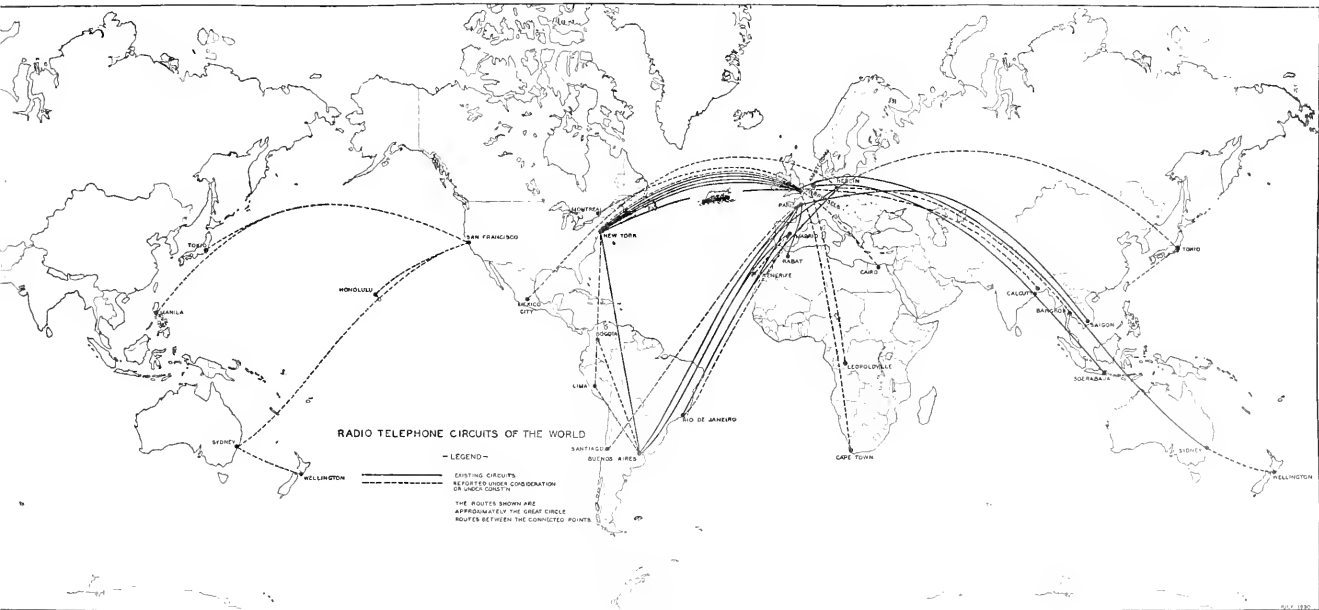 MONTREAL
BERLIN
PARIS
NEW YORK
SAN FRANCISCO
TOKIO
TOKIO
MADRID
RABAT
CAIRO
TENERIFE
HONOLULU
MEXICO
CITY
CALCUTTA
BANGKOK
SAIGON
MANILA
BOGOTA
LEOPOLDVILLE
SOERABAJA
LIMA
RIO DE JANEIRO
RADIO TELEPHONE CIRCUITS OF THE WORLD
SYDNEY
SANTIAGO
BUENOS AIRES
CAPE TOWN
SYDNEY
- LEGEND -
WELLINGTON
WELLINGTON
EXISTING CIRCUITS
REPORTED UNDER CONSIDERATION
OR UNDER CONST'N
THE ROUTES SHOWN ARE
APPROXIMATELY THE GREAT CIRCLE
ROUTES BETWEEN THE CONNECTED POINTS
JULY 1930